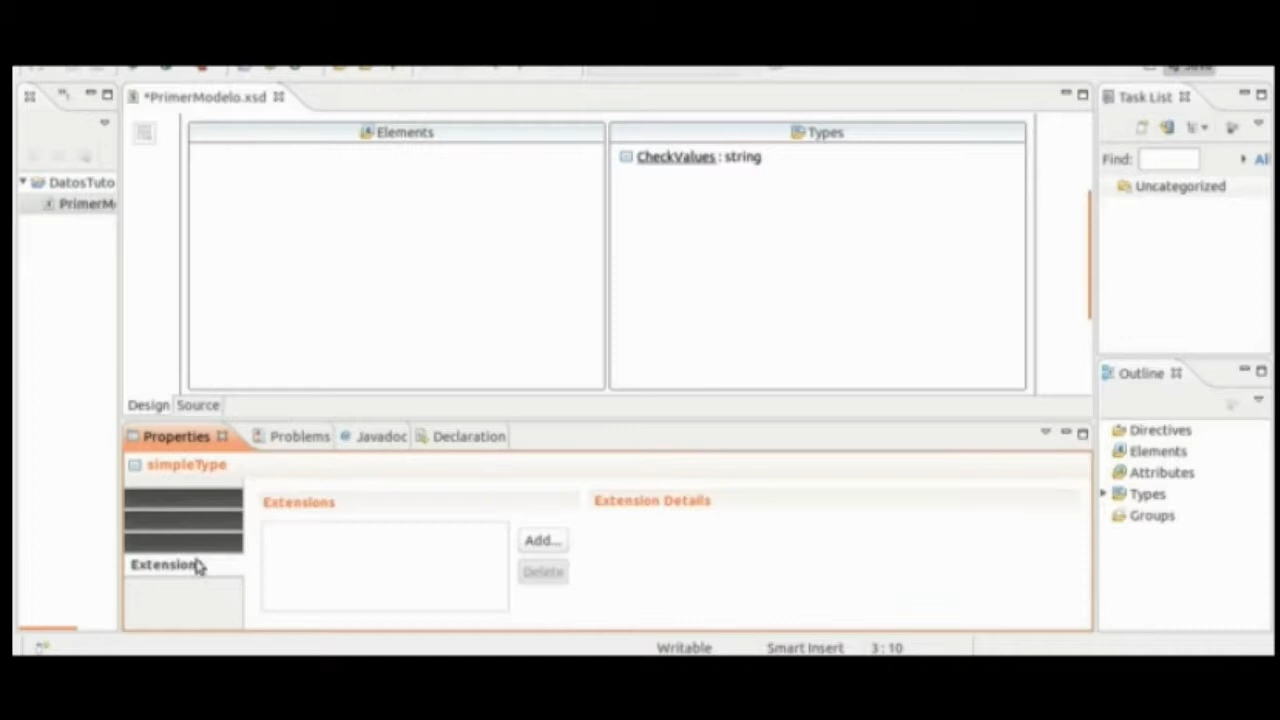 *PrimerModelo.xsd
Task List
Elements
Types
CheckValues : string
Find:
All
DatosTuto
PrimerM
Uncategorized
Outline
Design
Source
Properties
Problems
Javadoc
Declaration
Directives
Elements
Attributes
Types
Groups
simpleType
Extensions
Extension Details
Add...
Extension
Delete
Writable
Smart Insert
3 : 10